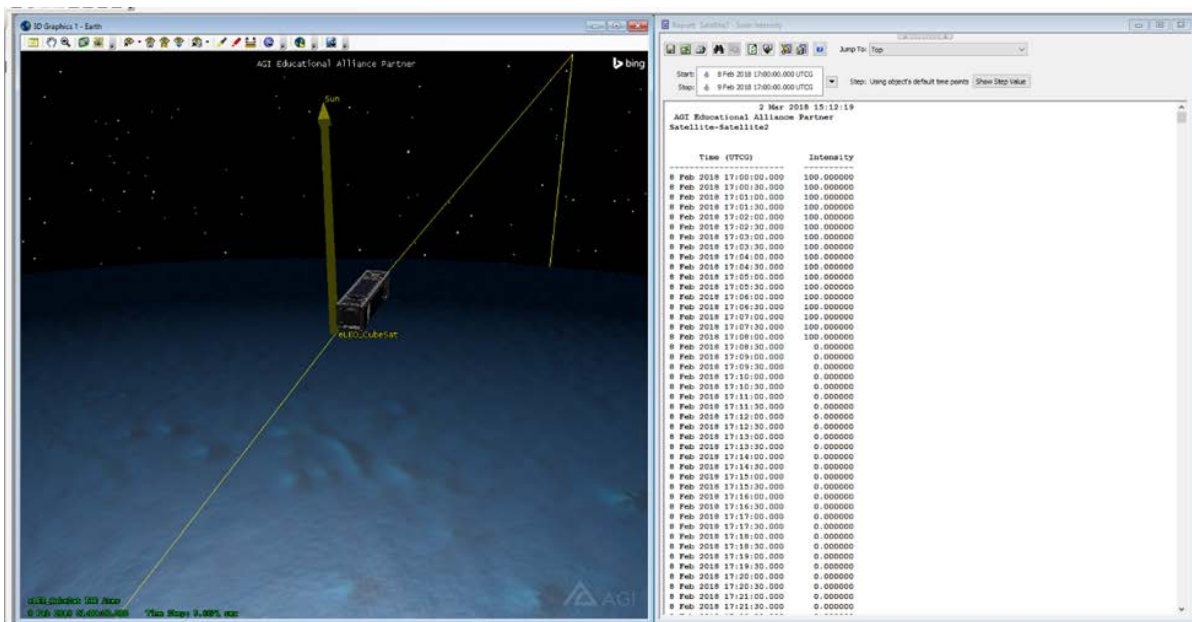 3D Graphics 1 - Earth
AGI Educational Alliance Partner
bing
Sun
eLEO_CubeSat
AGI
Report: Satellite2 - Solar Intensity
Jump To: Top
Start: 8 Feb 2018 17:00:00.000 UTCG
Stop: 9 Feb 2018 17:00:00.000 UTCG
Step: Using object's default time points Show Step Value
2 Mar 2018 15:12:19
AGI Educational Alliance Partner
Satellite-Satellite2
Time (UTCG) Intensity
8 Feb 2018 17:00:00.000 100.000000
8 Feb 2018 17:00:30.000 100.000000
8 Feb 2018 17:01:00.000 100.000000
8 Feb 2018 17:01:30.000 100.000000
8 Feb 2018 17:02:00.000 100.000000
8 Feb 2018 17:02:30.000 100.000000
8 Feb 2018 17:03:00.000 100.000000
8 Feb 2018 17:03:30.000 100.000000
8 Feb 2018 17:04:00.000 100.000000
8 Feb 2018 17:04:30.000 100.000000
8 Feb 2018 17:05:00.000 100.000000
8 Feb 2018 17:05:30.000 100.000000
8 Feb 2018 17:06:00.000 100.000000
8 Feb 2018 17:06:30.000 100.000000
8 Feb 2018 17:07:00.000 100.000000
8 Feb 2018 17:07:30.000 100.000000
8 Feb 2018 17:08:00.000 100.000000
8 Feb 2018 17:08:30.000 0.000000
8 Feb 2018 17:09:00.000 0.000000
8 Feb 2018 17:09:30.000 0.000000
8 Feb 2018 17:10:00.000 0.000000
8 Feb 2018 17:10:30.000 0.000000
8 Feb 2018 17:11:00.000 0.000000
8 Feb 2018 17:11:30.000 0.000000
8 Feb 2018 17:12:00.000 0.000000
8 Feb 2018 17:12:30.000 0.000000
8 Feb 2018 17:13:00.000 0.000000
8 Feb 2018 17:13:30.000 0.000000
8 Feb 2018 17:14:00.000 0.000000
8 Feb 2018 17:14:30.000 0.000000
8 Feb 2018 17:15:00.000 0.000000
8 Feb 2018 17:15:30.000 0.000000
8 Feb 2018 17:16:00.000 0.000000
8 Feb 2018 17:16:30.000 0.000000
8 Feb 2018 17:17:00.000 0.000000
8 Feb 2018 17:17:30.000 0.000000
8 Feb 2018 17:18:00.000 0.000000
8 Feb 2018 17:18:30.000 0.000000
8 Feb 2018 17:19:00.000 0.000000
8 Feb 2018 17:19:30.000 0.000000
8 Feb 2018 17:20:00.000 0.000000
8 Feb 2018 17:20:30.000 0.000000
8 Feb 2018 17:21:00.000 0.000000
8 Feb 2018 17:21:30.000 0.000000